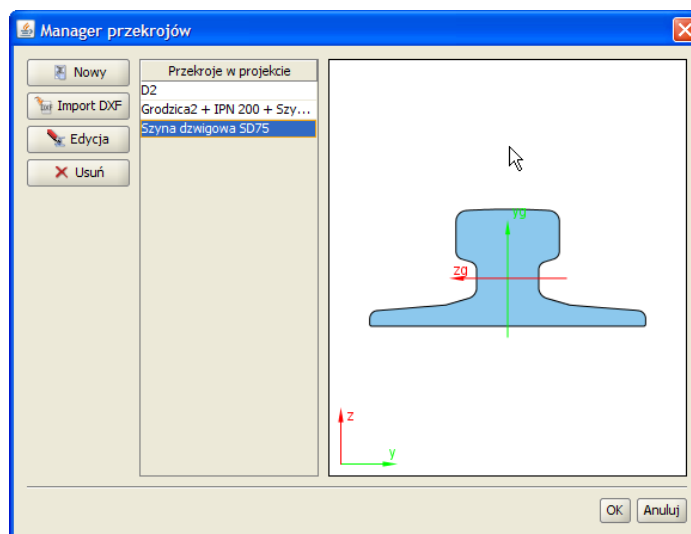 Manager przekrojów
Nowy
Import DXF
Edycja
Usuń
Przekroje w projekcie
D2
Grodzica2 + IPN 200 + Szy...
Szyna dzwigowa SD75
yg
zg
z
y
OK
Anuluj